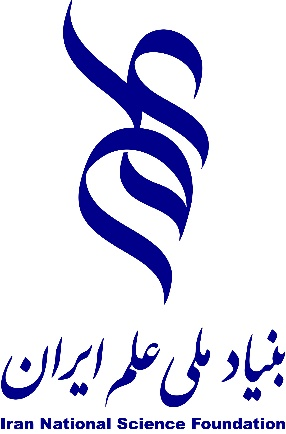 بنیاد ملی علم ایران
Iran National Science Foundation